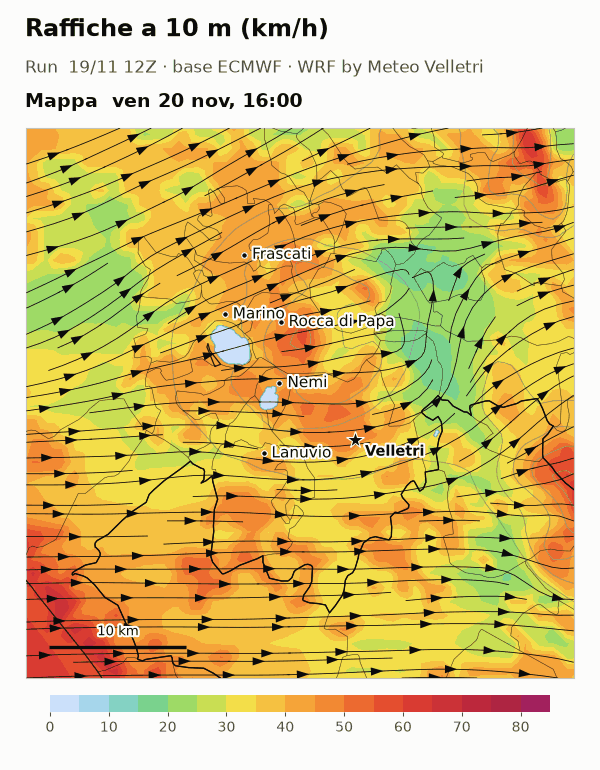 Raffiche a 10 m (km/h)
Run  19/11 12Z · base ECMWF · WRF by Meteo Velletri
Mappa  ven 20 nov, 16:00
Frascati
Marino
Rocca di Papa
Nemi
Velletri
Lanuvio
10 km
0 10 20 30 40 50 60 70 80